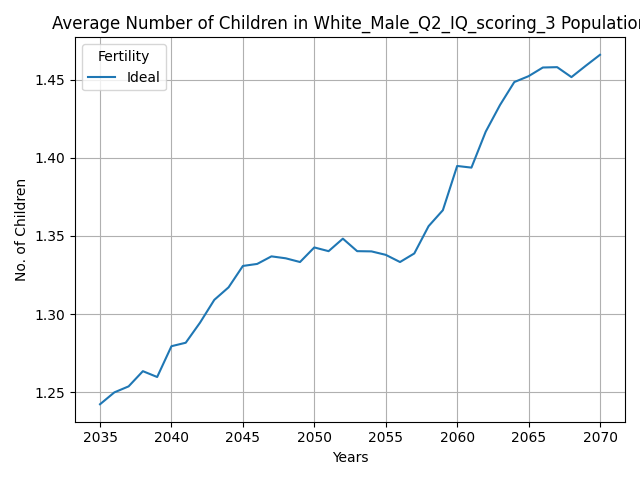 Average Number of Children in White_Male_Q2_IQ_scoring_3 Population
Fertility
Ideal
No. of Children
1.45
1.40
1.35
1.30
1.25
2035 2040 2045 2050 2055 2060 2065 2070
Years